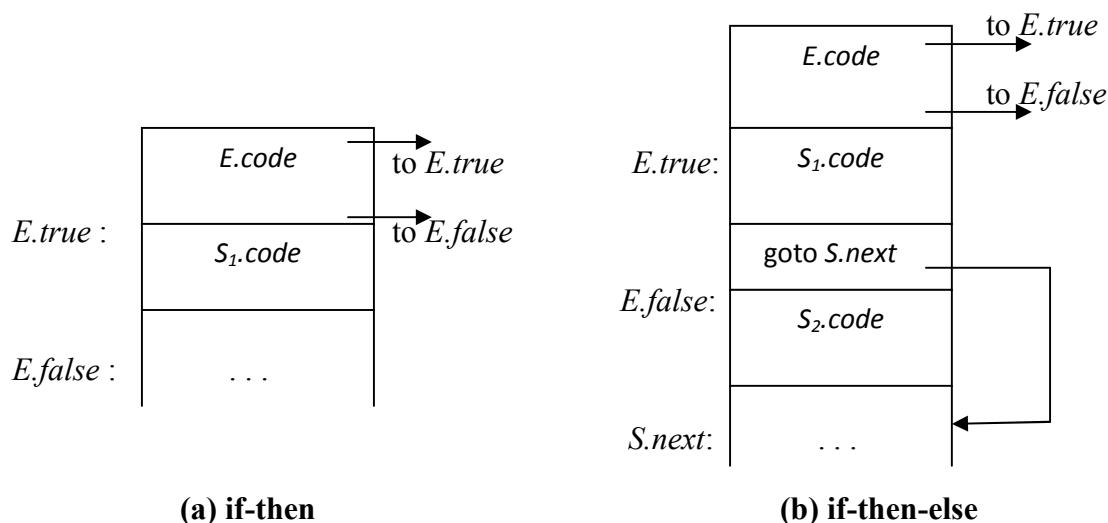 E.code
to E.true
E.true :
to E.false
S₁.code
E.false :
. . .
(a) if-then
to E.true
E.code
to E.false
E.true:
S₁.code
goto S.next
E.false:
S₂.code
S.next:
. . .
(b) if-then-else